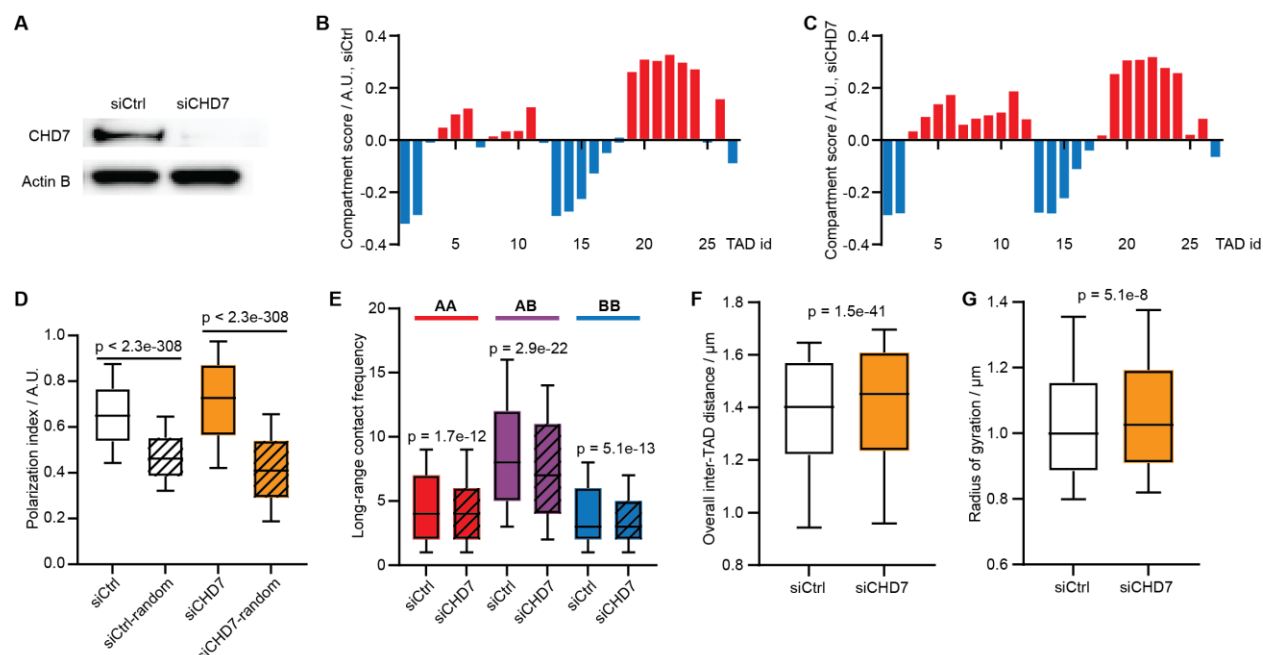 A
siCtrl siCHD7
CHD7
Actin B
B
Compartment score / A.U., siCtrl
0.4
0.2
0.0
-0.2
-0.4
5 10 15 20 25 TAD id
C
Compartment score / A.U., siCHD7
0.4
0.2
0.0
-0.2
-0.4
5 10 15 20 25 TAD id
D
Polarization index / A.U.
1.0
0.8
0.6
0.4
0.2
0.0
p < 2.3e-308
p < 2.3e-308
siCtrl
siCtrl-random
siCHD7
siCHD7-random
E
Long-range contact frequency
20
15
10
5
0
AA AB BB
p = 1.7e-12
p = 2.9e-22
p = 5.1e-13
siCtrl
siCHD7
siCtrl
siCHD7
siCtrl
siCHD7
F
Overall inter-TAD distance / μm
1.8
1.6
1.4
1.2
1.0
0.8
p = 1.5e-41
siCtrl siCHD7
G
Radius of gyration / μm
1.4
1.2
1.0
0.8
0.6
p = 5.1e-8
siCtrl siCHD7